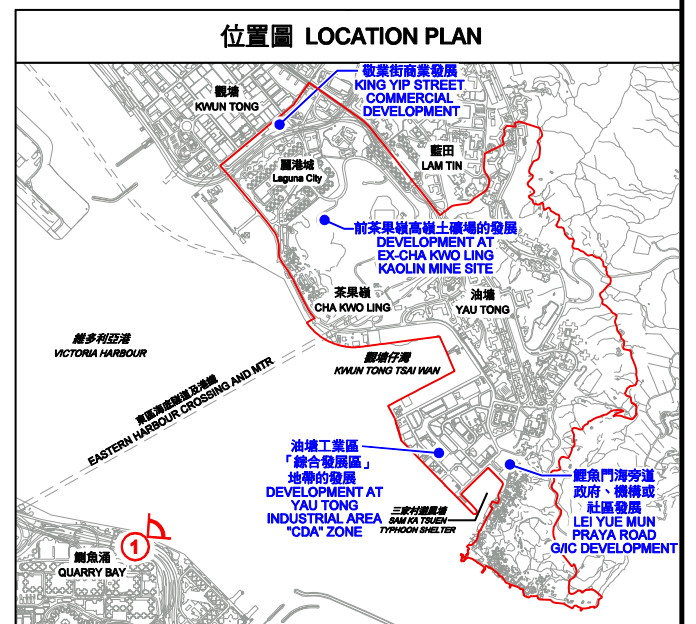 位置圖 LOCATION PLAN
敬業街商業發展
KING YIP STREET
COMMERCIAL
DEVELOPMENT
觀塘
KWUN TONG
藍田
LAM TIN
麗港城
Laguna City
前茶果嶺高嶺土礦場的發展
DEVELOPMENT AT
EX-CHA KWO LING
KAOLIN MINE SITE
茶果嶺
CHA KWO LING
油塘
YAU TONG
維多利亞港
VICTORIA HARBOUR
觀塘仔灣
KWUN TONG TSAI WAN
東區海底隧道及港鐵
EASTERN HARBOUR CROSSING AND MTR
油塘工業區
「綜合發展區」
地帶的發展
DEVELOPMENT AT
YAU TONG
INDUSTRIAL AREA
"CDA" ZONE
鯉魚門海旁道
政府、機構或
社區發展
LEI YUE MUN
PRAYA ROAD
G/IC DEVELOPMENT
三家村避風塘
SAM KA TSUEN
TYPHOON SHELTER
1
鰂魚涌
QUARRY BAY